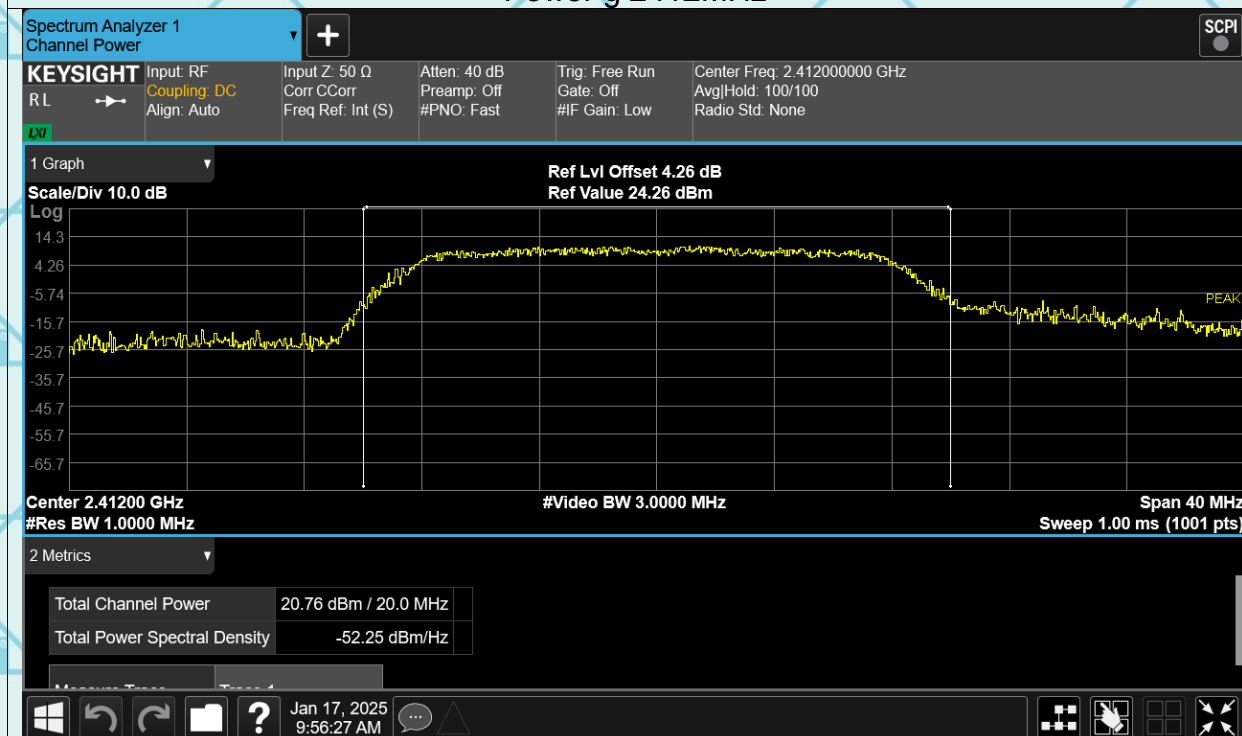 Power g 2412MHz
Spectrum Analyzer 1
Channel Power
+
SCPI
KEYSIGHT
R L
LXI
Input: RF
Coupling: DC
Align: Auto
Input Z: 50 Ω
Corr CCorr
Freq Ref: Int (S)
Atten: 40 dB
Preamp: Off
#PNO: Fast
Trig: Free Run
Gate: Off
#IF Gain: Low
Center Freq: 2.412000000 GHz
Avg|Hold: 100/100
Radio Std: None
1 Graph
Scale/Div 10.0 dB
Ref Lvl Offset 4.26 dB
Ref Value 24.26 dBm
Log
14.3
4.26
-5.74
-15.7
-25.7
-35.7
-45.7
-55.7
-65.7
PEAK
Center 2.41200 GHz
#Video BW 3.0000 MHz
Span 40 MHz
#Res BW 1.0000 MHz
Sweep 1.00 ms (1001 pts)
2 Metrics
Total Channel Power 20.76 dBm / 20.0 MHz
Total Power Spectral Density -52.25 dBm/Hz
Measure Trace Trace 1
?
Jan 17, 2025
9:56:27 AM